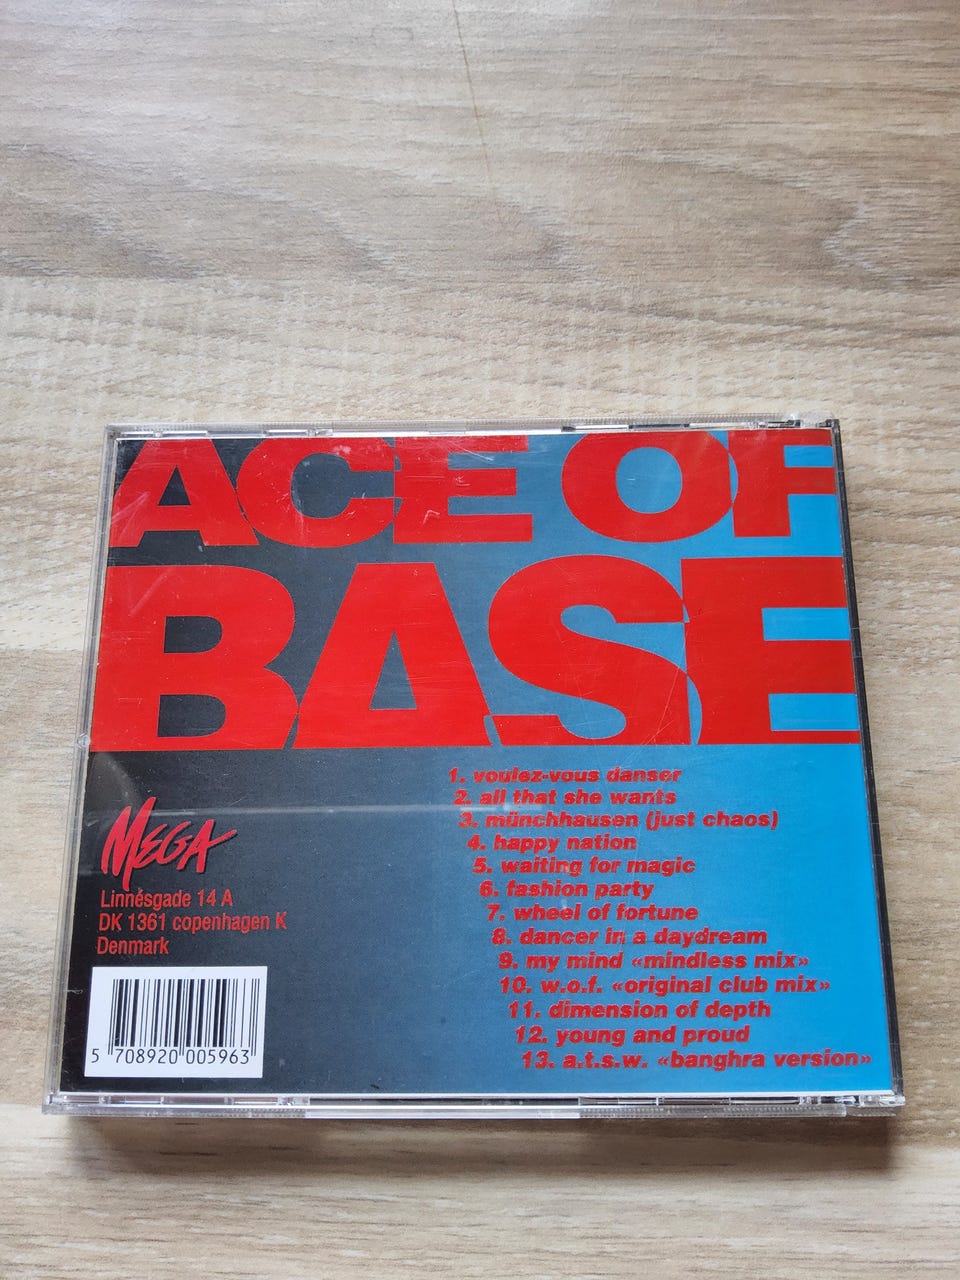 ACE OF
BASE
1. voulez-vous danser
2. all that she wants
3. münchhausen (just chaos)
4. happy nation
5. waiting for magic
6. fashion party
7. wheel of fortune
8. dancer in a daydream
9. my mind «mindless mix»
10. w.o.f. «original club mix»
11. dimension of depth
12. young and proud
13. a.t.s.w. «banghra version»
MEGA
Linnésgade 14 A
DK 1361 copenhagen K
Denmark
5 708920 005963